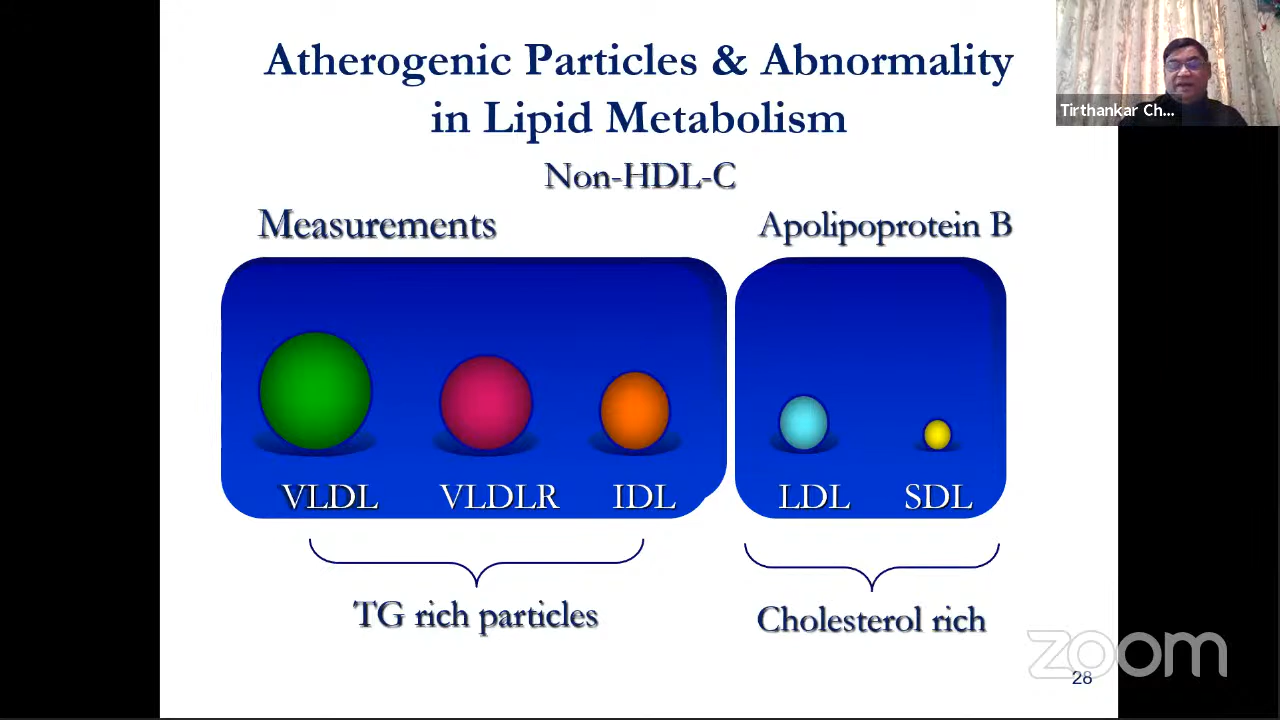 Atherogenic Particles & Abnormality
in Lipid Metabolism
Non-HDL-C
Measurements
Apolipoprotein B
VLDL VLDLR IDL LDL SDL
TG rich particles
Cholesterol rich
Tirthankar Ch...
zoom
28